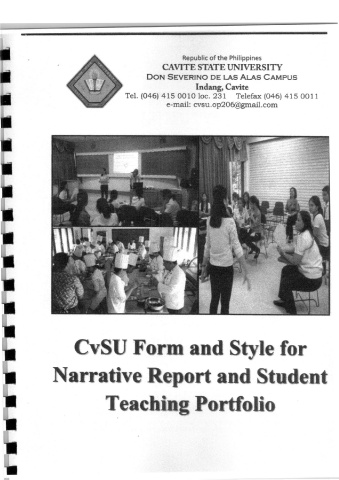 Republic of the Philippines
CAVITE STATE UNIVERSITY
DON SEVERINO DE LAS ALAS CAMPUS
Indang, Cavite
Tel. (046) 415 0010 loc. 231 Telefax (046) 415 0011
e-mail: cvsu.op206@gmail.com
CvSU Form and Style for
Narrative Report and Student
Teaching Portfolio